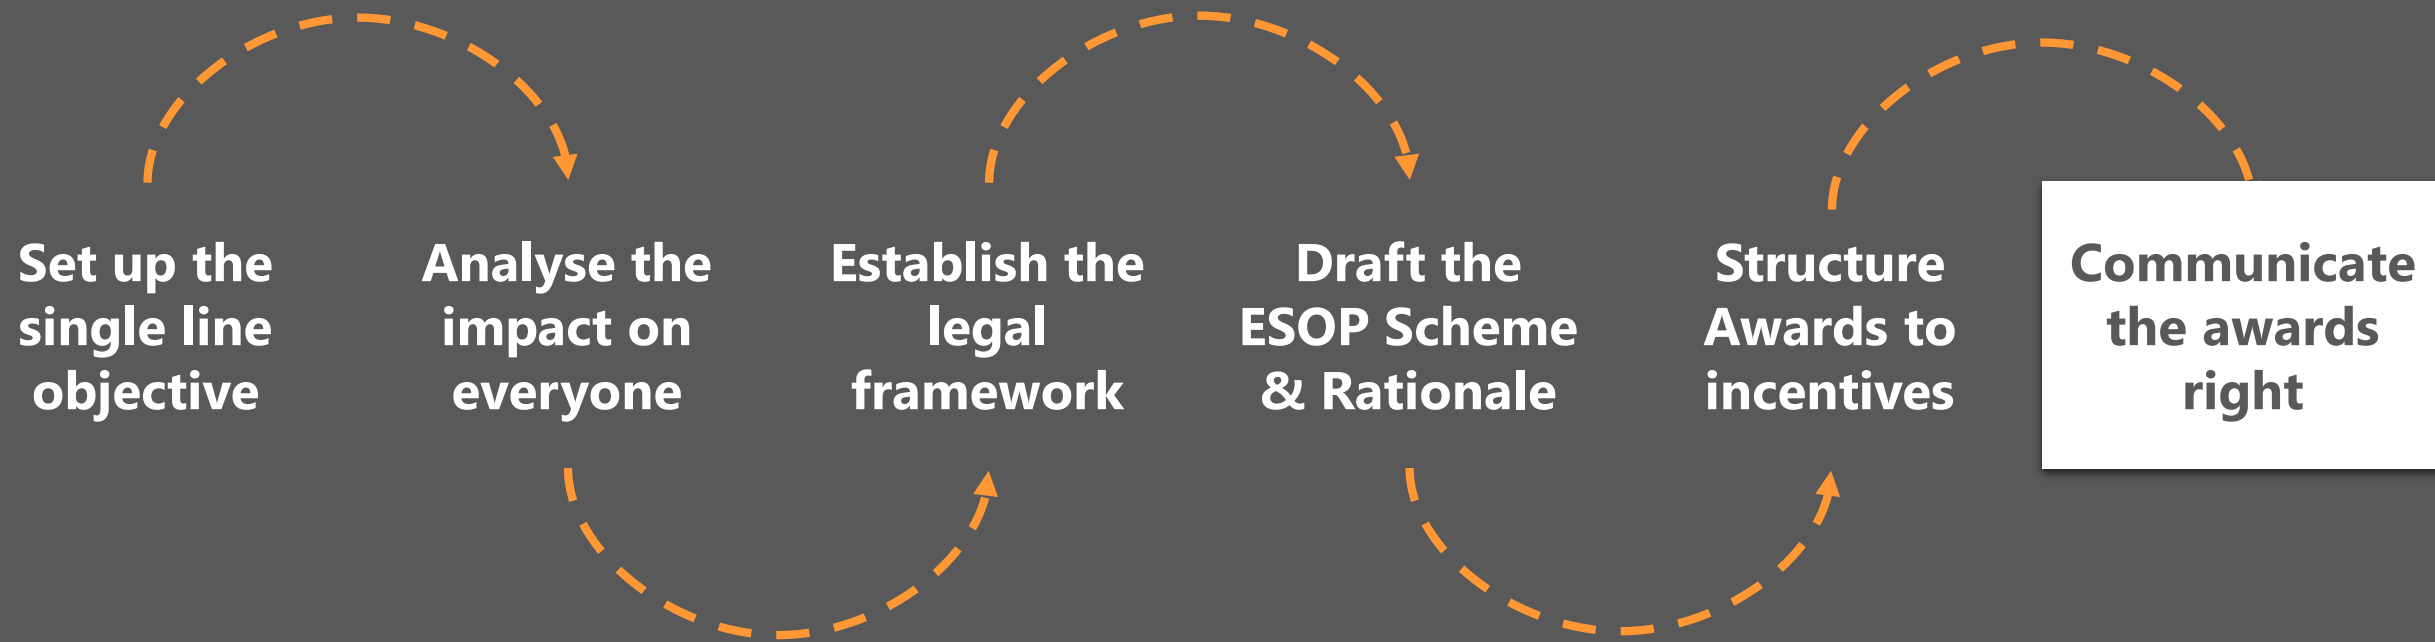 Set up the
single line
objective
Analyse the
impact on
everyone
Establish the
legal
framework
Draft the
ESOP Scheme
& Rationale
Structure
Awards to
incentives
Communicate
the awards
right